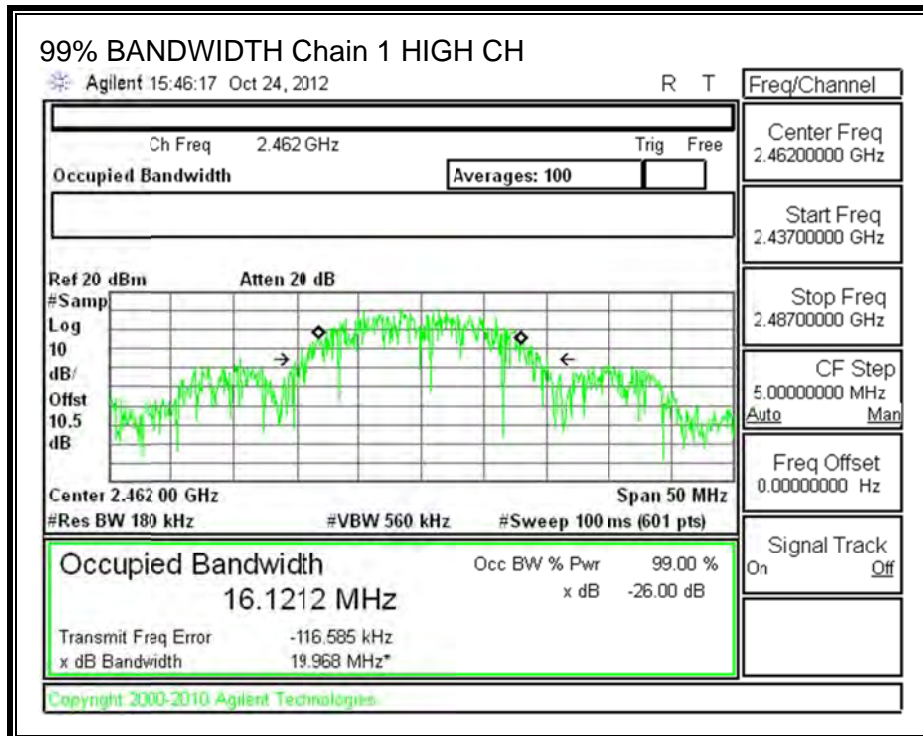 99% BANDWIDTH Chain 1 HIGH CH
Agilent 15:46:17 Oct 24, 2012 R T
Freq/Channel
Ch Freq 2.462 GHz Trig Free
Occupied Bandwidth Averages: 100
Center Freq
2.46200000 GHz
Start Freq
2.43700000 GHz
Stop Freq
2.48700000 GHz
CF Step
5.00000000 MHz
Auto Man
Freq Offset
0.00000000 Hz
Signal Track
On Off
Ref 20 dBm Atten 20 dB
#Samp
Log
10
dB/
Offst
10.5
dB
Center 2.462 00 GHz Span 50 MHz
#Res BW 180 kHz #VBW 560 kHz #Sweep 100 ms (601 pts)
Occupied Bandwidth Occ BW % Pwr 99.00 %
16.1212 MHz x dB -26.00 dB
Transmit Freq Error -116.585 kHz
x dB Bandwidth 19.968 MHz*
Copyright 2000-2010 Agilent Technologies